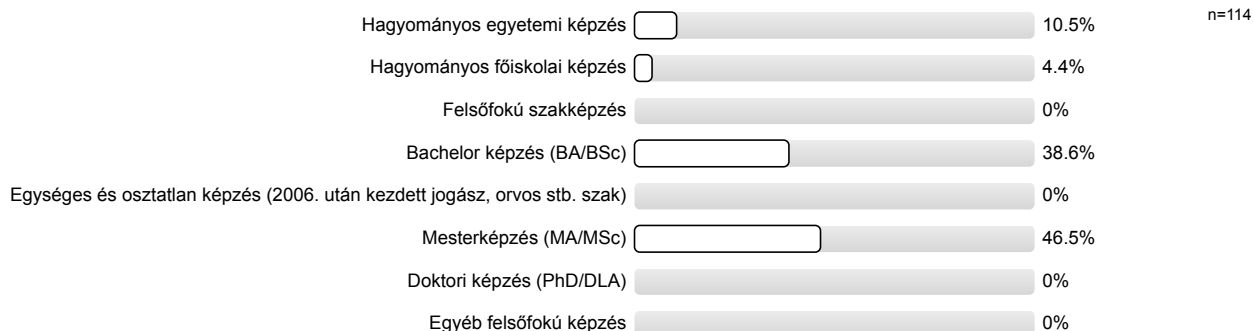 Hagyományos egyetemi képzés 10.5% n=114
Hagyományos főiskolai képzés 4.4%
Felsőfokú szakképzés 0%
Bachelor képzés (BA/BSc) 38.6%
Egységes és osztatlan képzés (2006. után kezdett jogász, orvos stb. szak) 0%
Mesterképzés (MA/MSc) 46.5%
Doktori képzés (PhD/DLA) 0%
Egyéb felsőfokú képzés 0%